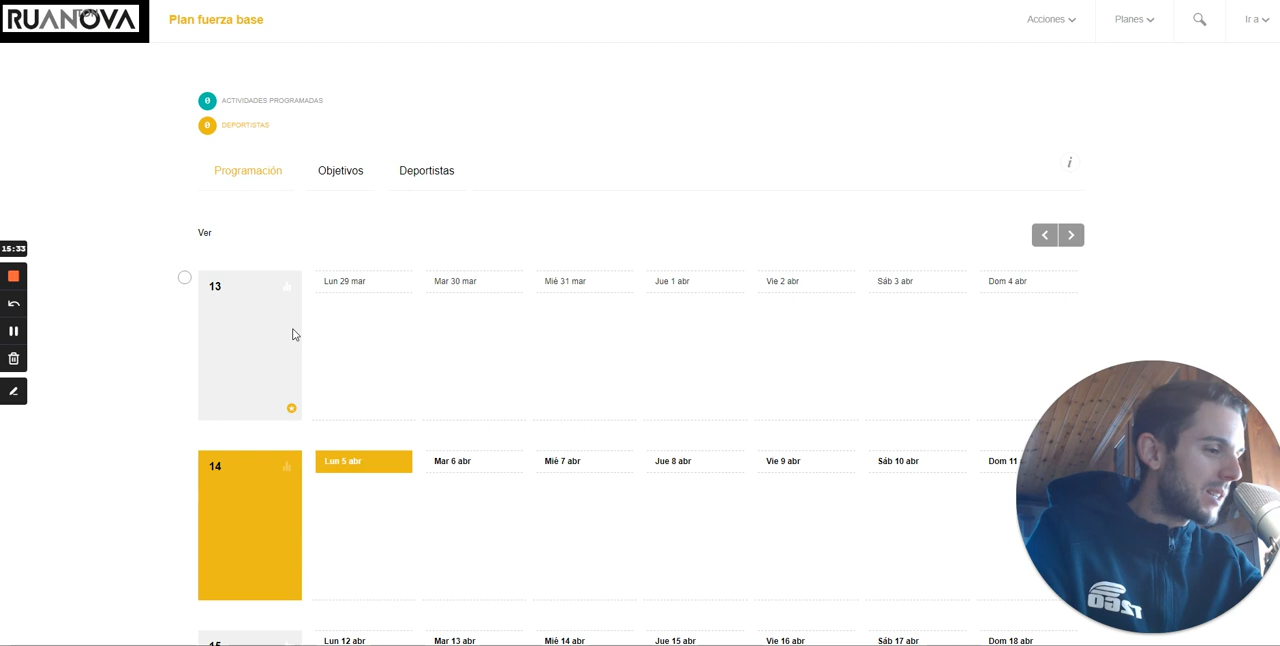 RUANOVA
Plan fuerza base
Acciones
Planes
Ir a
0 ACTIVIDADES PROGRAMADAS
0 DEPORTISTAS
Programación
Objetivos
Deportistas
i
Ver
15:33
13
Lun 29 mar
Mar 30 mar
Mié 31 mar
Jue 1 abr
Vie 2 abr
Sáb 3 abr
Dom 4 abr
14
Lun 5 abr
Mar 6 abr
Mié 7 abr
Jue 8 abr
Vie 9 abr
Sáb 10 abr
Dom 11
15
Lun 12 abr
Mar 13 abr
Mié 14 abr
Jue 15 abr
Vie 16 abr
Sáb 17 abr
Dom 18 abr